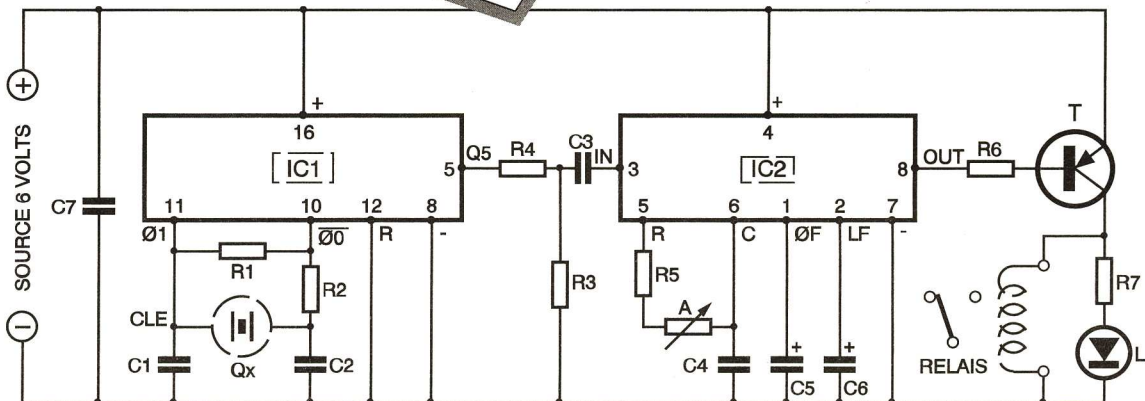 SOURCE 6 VOLTS
+
-
C7
IC1
+
16
11
10
12
8
5
Q5
Ø1
Ø0
R
-
R1
R2
CLE
Qx
C1
C2
R4
C3
IN
R3
IC2
+
4
3
8
OUT
5
6
1
2
7
R
C
ØF
LF
-
R5
A
C4
+
C5
+
C6
R6
T
RELAIS
R7
L